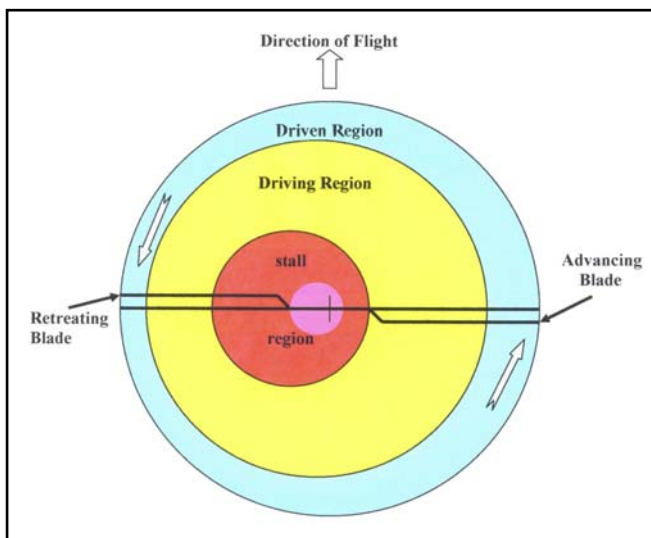 Direction of Flight
Driven Region
Driving Region
stall
Advancing
Blade
Retreating
Blade
region